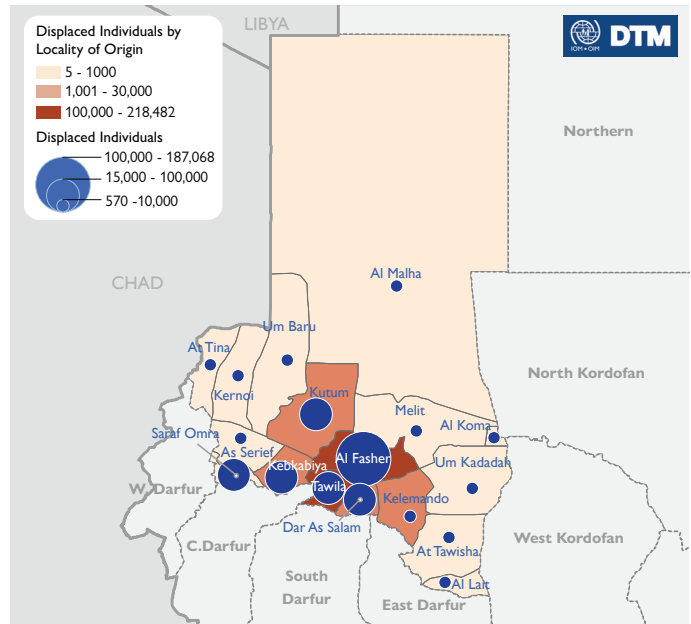 Displaced Individuals by
Locality of Origin
5 - 1000
1,001 - 30,000
100,000 - 218,482
Displaced Individuals
100,000 - 187,068
15,000 - 100,000
570 -10,000
LIBYA
IOM • OIM
DTM
Northern
CHAD
Al Malha
Um Baru
At Tina
Kernoi
North Kordofan
Kutum
Melit
Al Koma
Saraf Omra
As Serief
Kebkabiya
Al Fasher
Um Kadadah
W. Darfur
Tawila
Kelemando
Dar As Salam
C.Darfur
At Tawisha
West Kordofan
South
Darfur
Al Lait
East Darfur